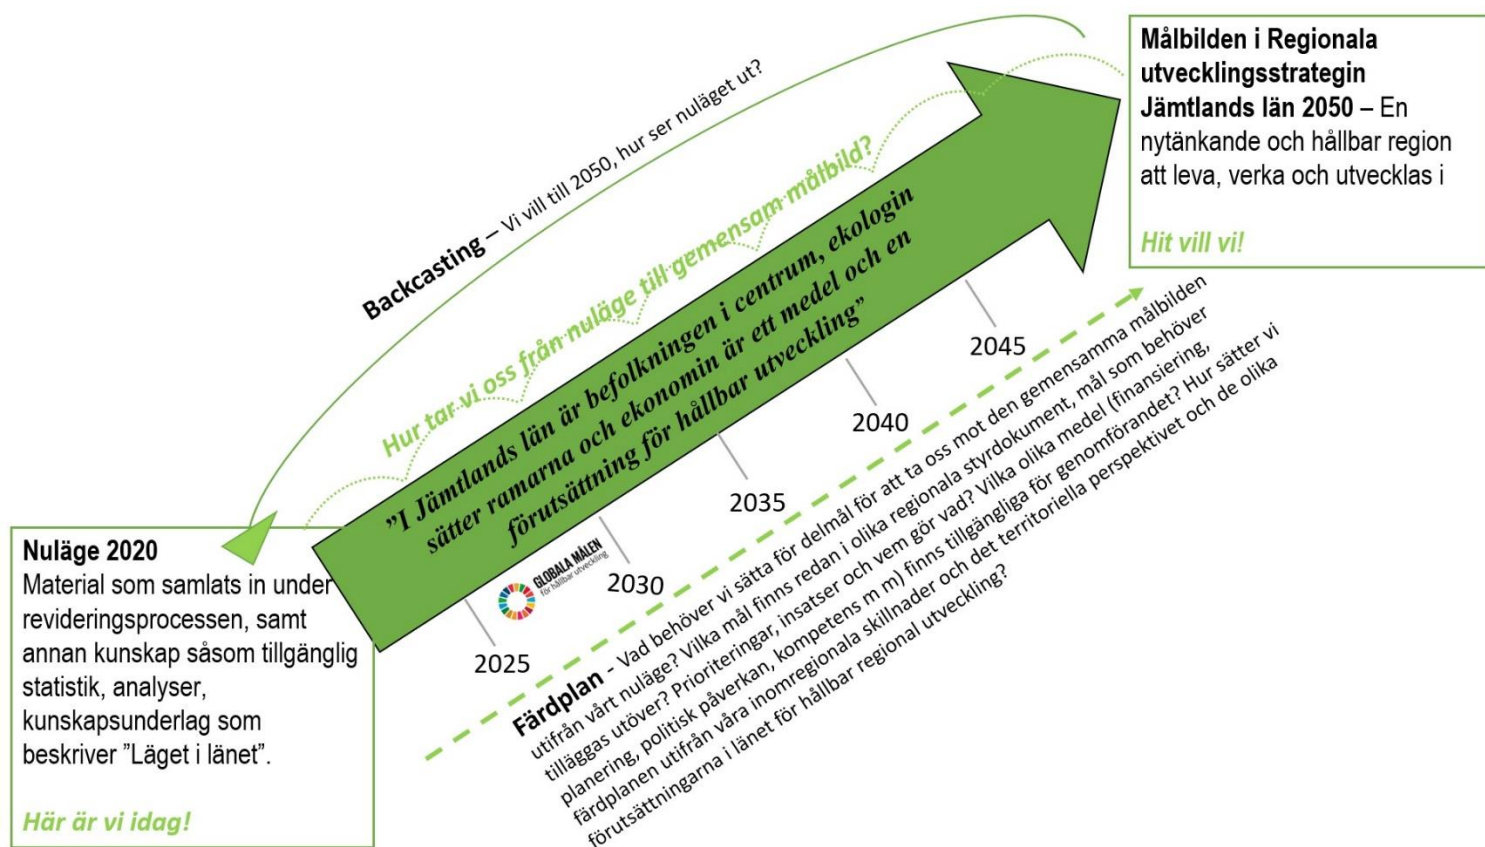 Målbilden i Regionala
utvecklingsstrategin
Jämtlands län 2050 – En
nytänkande och hållbar region
att leva, verka och utvecklas i
Hit vill vi!
Backcasting – Vi vill till 2050, hur ser nuläget ut?
Hur tar vi oss från nuläge till gemensam målbild?
”I Jämtlands län är befolkningen i centrum, ekologin
sätter ramarna och ekonomin är ett medel och en
förutsättning för hållbar utveckling”
Nuläge 2020
Material som samlats in under
revideringsprocessen, samt
annan kunskap såsom tillgänglig
statistik, analyser,
kunskapsunderlag som
beskriver ”Läget i länet”.
Här är vi idag!
2025
GLOBALA MÅLEN
för hållbar utveckling
2030
2035
2040
2045
Färdplan - Vad behöver vi sätta för delmål för att ta oss mot den gemensamma målbilden
utifrån vårt nuläge? Vilka mål finns redan i olika regionala styrdokument, mål som behöver
tilläggas utöver? Prioriteringar, insatser och vem gör vad? Vilka olika medel (finansiering,
planering, politisk påverkan, kompetens m m) finns tillgängliga för genomförandet? Hur sätter vi
färdplanen utifrån våra inomregionala skillnader och det territoriella perspektivet och de olika
förutsättningarna i länet för hållbar regional utveckling?